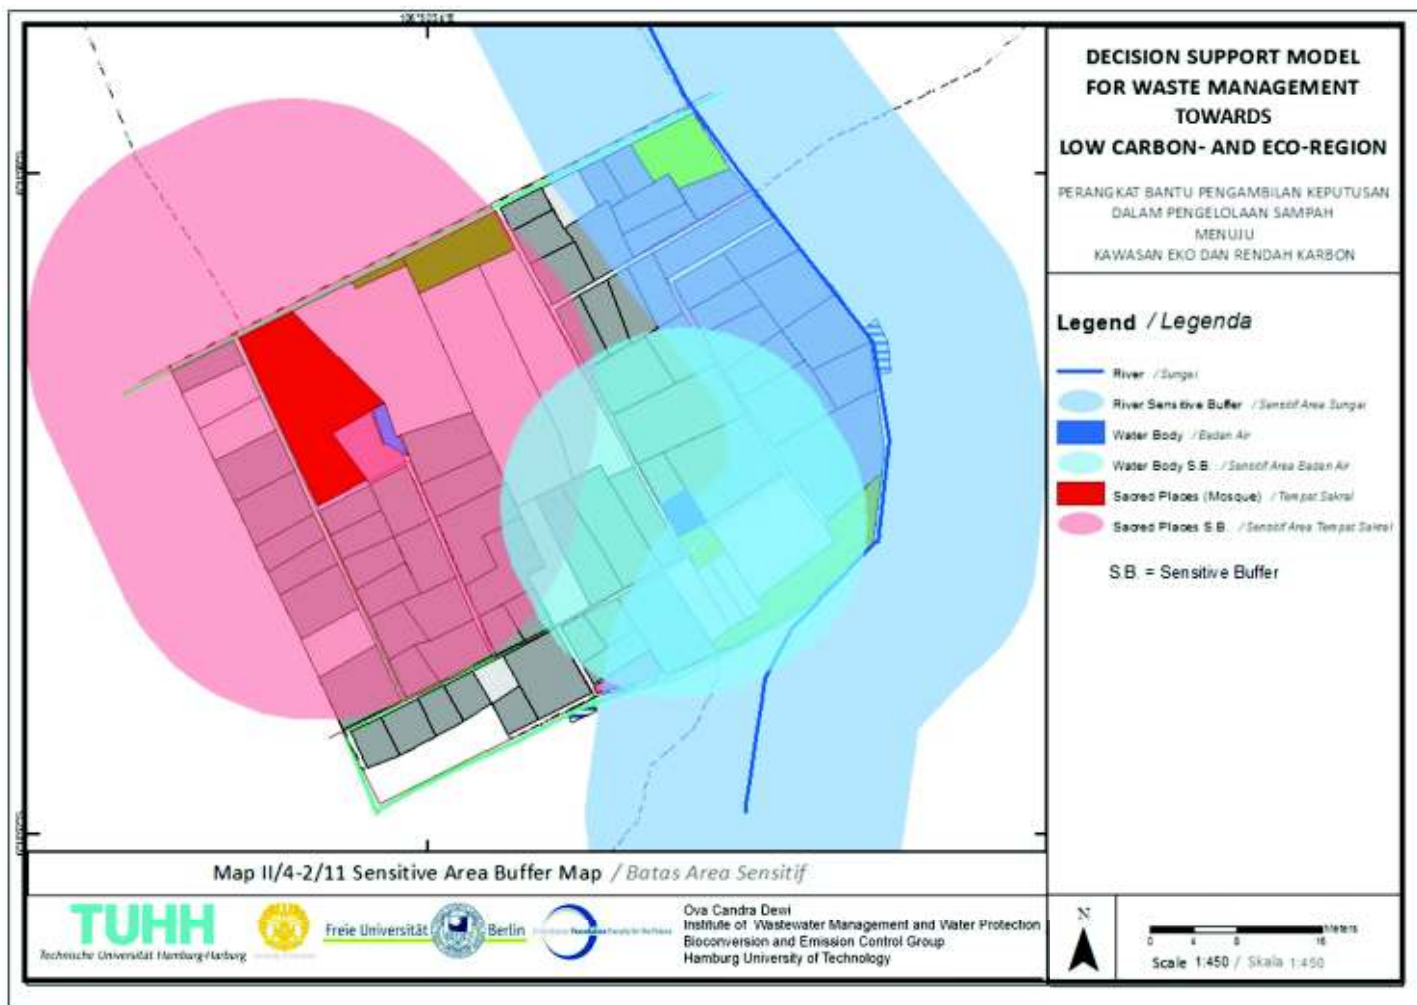 DECISION SUPPORT MODEL
FOR WASTE MANAGEMENT
TOWARDS
LOW CARBON- AND ECO-REGION
PERANGKAT BANTU PENGAMBILAN KEPUTUSAN
DALAM PENGELOLAAN SAMPAH
MENUJU
KAWASAN EKO DAN RENDAH KARBON
Legend / Legenda
River / Sungai
River Sensitive Buffer / Sensitif Area Sungai
Water Body / Badan Air
Water Body S.B. / Sensitif Area Badan Air
Sacred Places (Mosque) / Tempat Sakral
Sacred Places S.B. / Sensitif Area Tempat Sakral
S.B. = Sensitive Buffer
Map II/4-2/11 Sensitive Area Buffer Map / Batas Area Sensitif
TUHH
Technische Universität Hamburg-Harburg
Freie Universität Berlin
Ova Candra Dewi
Institute of Wastewater Management and Water Protection
Bioconversion and Emission Control Group
Hamburg University of Technology
N
0 4 8 16 Meters
Scale 1:450 / Skala 1:450